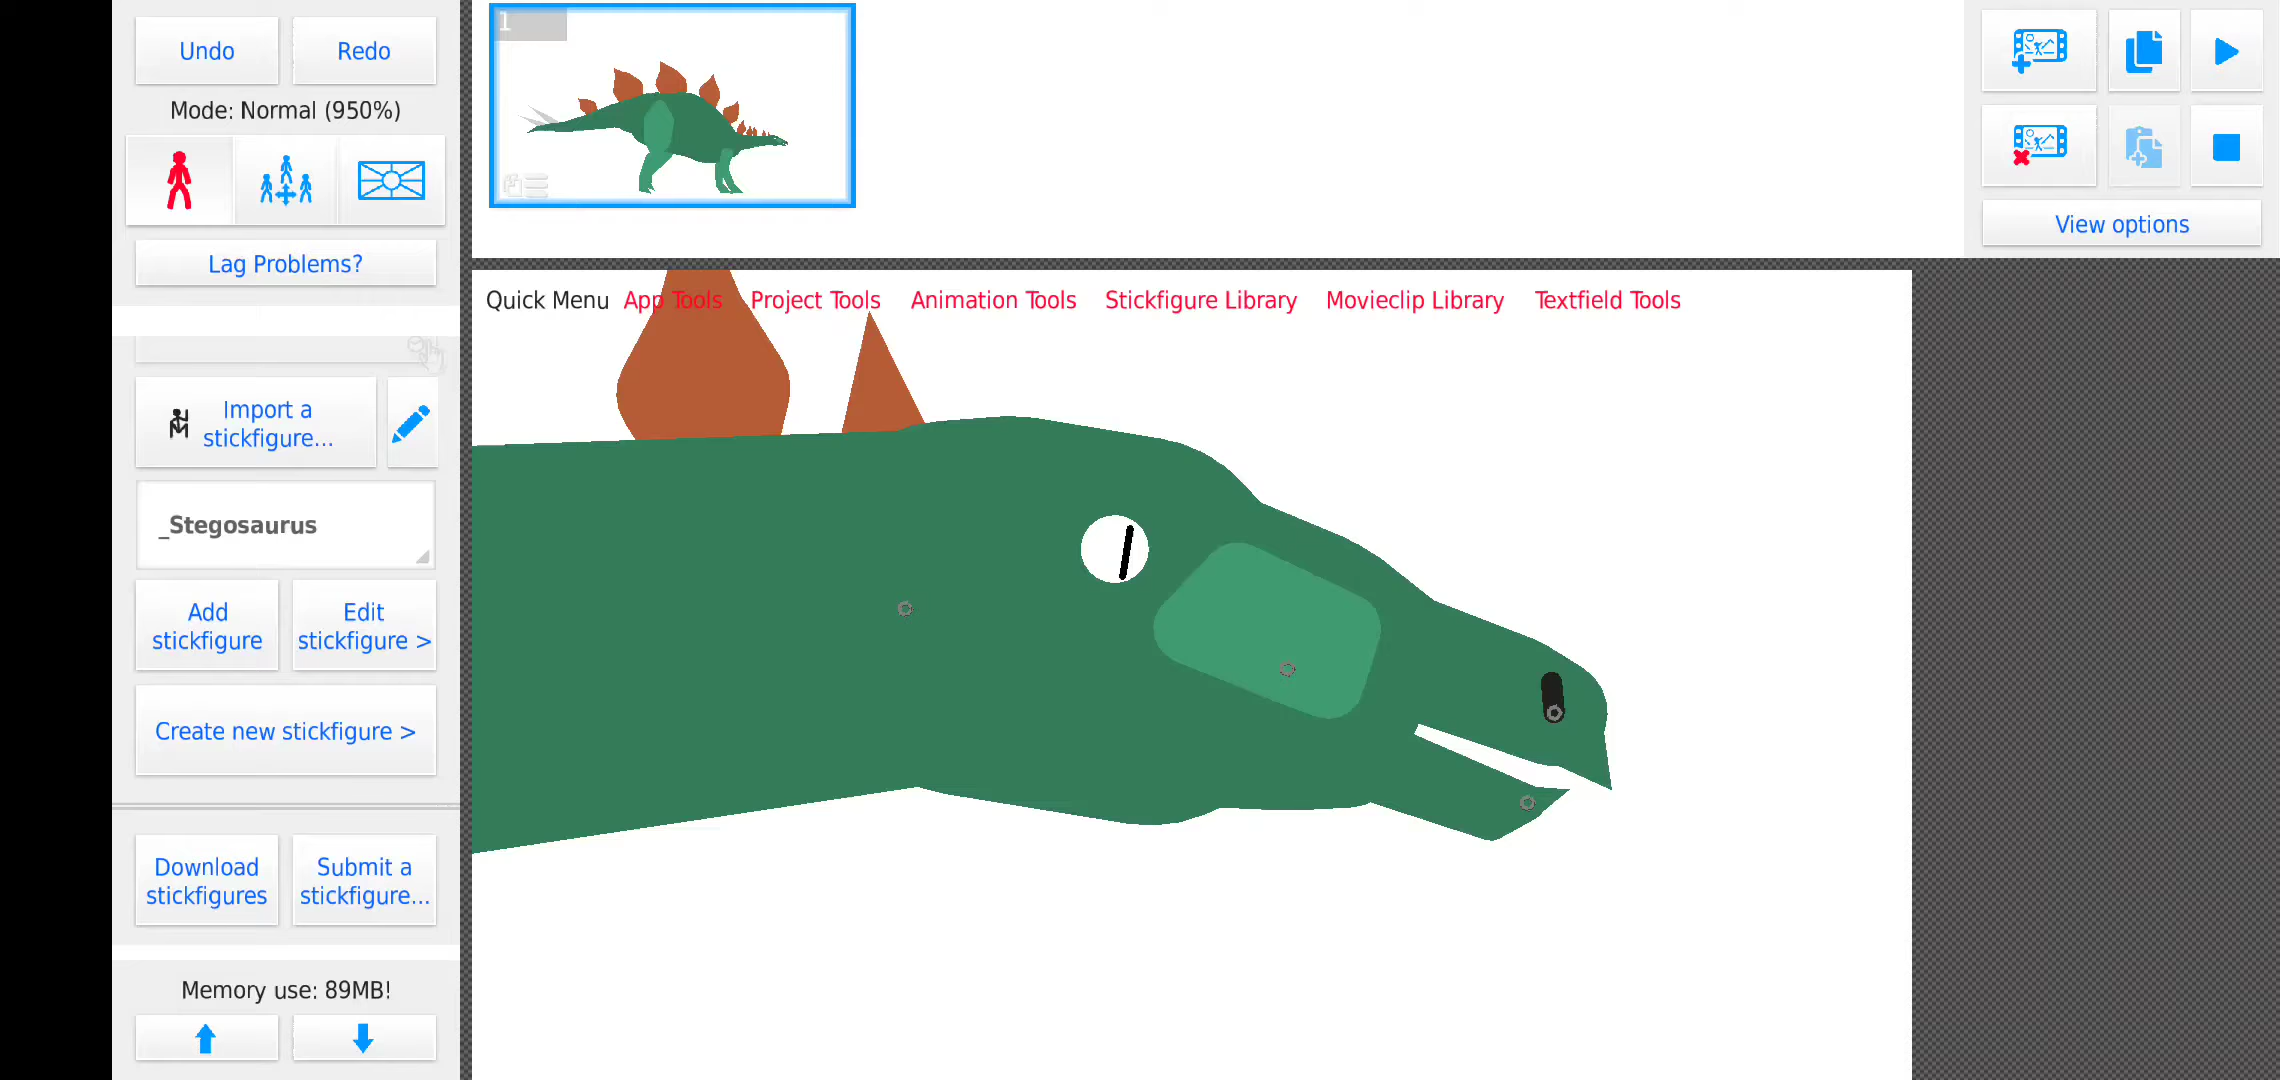 Undo
Redo
Mode: Normal (950%)
Lag Problems?
Import a
stickfigure...
_Stegosaurus
Add
stickfigure
Edit
stickfigure >
Create new stickfigure >
Download
stickfigures
Submit a
stickfigure...
Memory use: 89MB!
1
View options
Quick Menu App Tools Project Tools Animation Tools Stickfigure Library Movieclip Library Textfield Tools